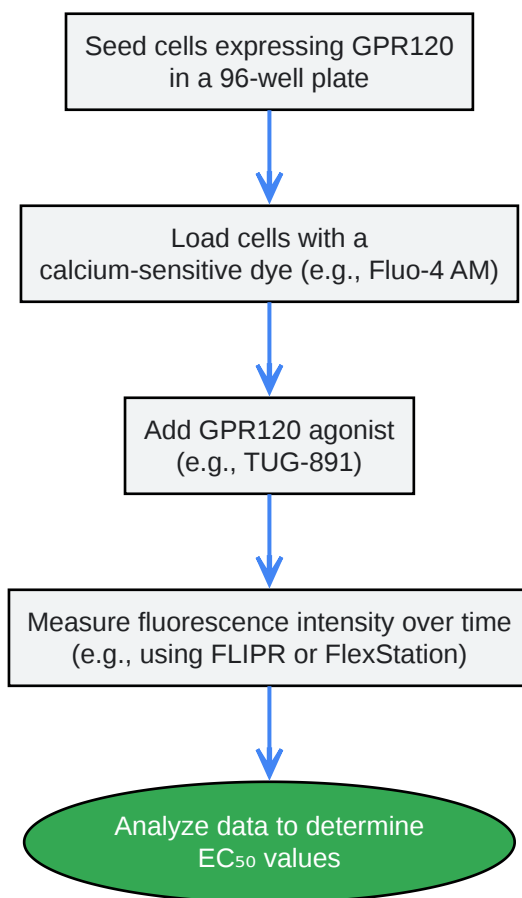 Seed cells expressing GPR120
in a 96-well plate
Load cells with a
calcium-sensitive dye (e.g., Fluo-4 AM)
Add GPR120 agonist
(e.g., TUG-891)
Measure fluorescence intensity over time
(e.g., using FLIPR or FlexStation)
Analyze data to determine
EC₅₀ values